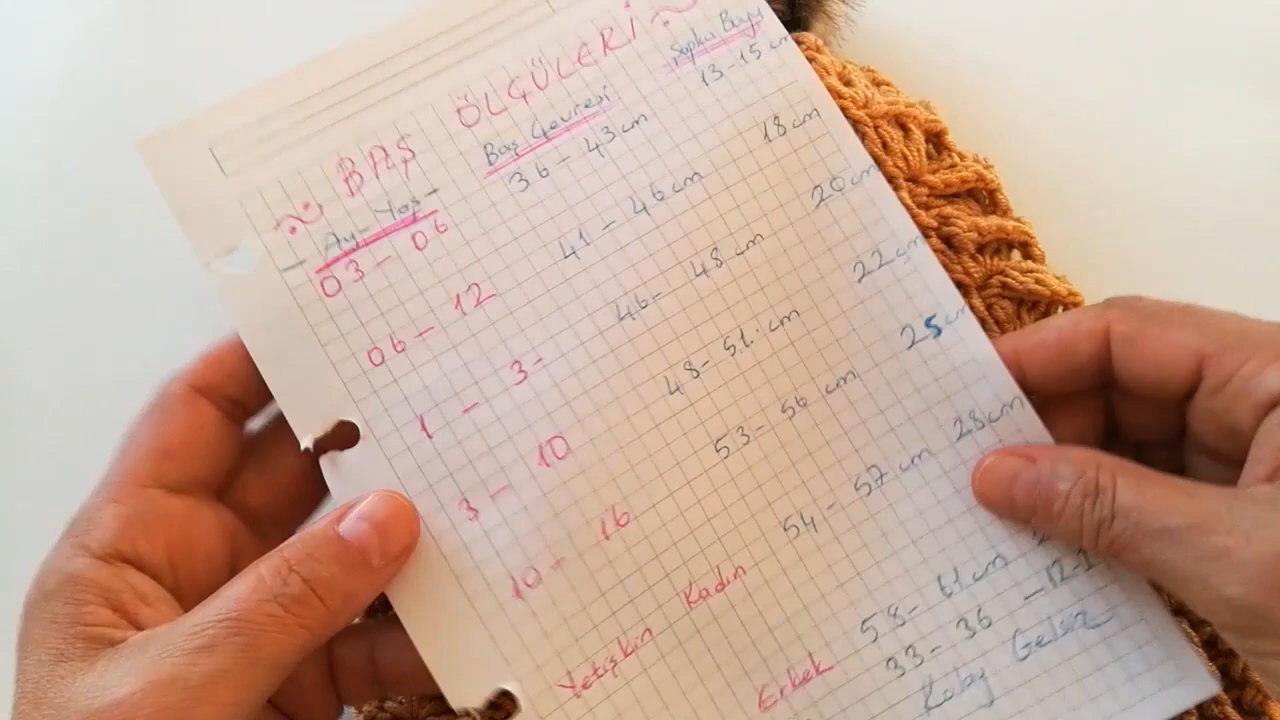 ~ BAŞ ÖLÇÜLERİ ~
- Ay - Yaş - Baş Çevresi Şapka Boyu
03 - 06 36 - 43 cm 13 - 15 cm
06 - 12 41 - 46 cm 18 cm
1 - 3 - 46 - 48 cm 20 cm
3 - 10 48 - 51. cm 22 cm
10 - 16 53 - 56 cm 25 cm
Yetişkin Kadın 54 - 57 cm 28 cm
Erkek 58 - 61 cm
33 - 36
Kolay Gelsin